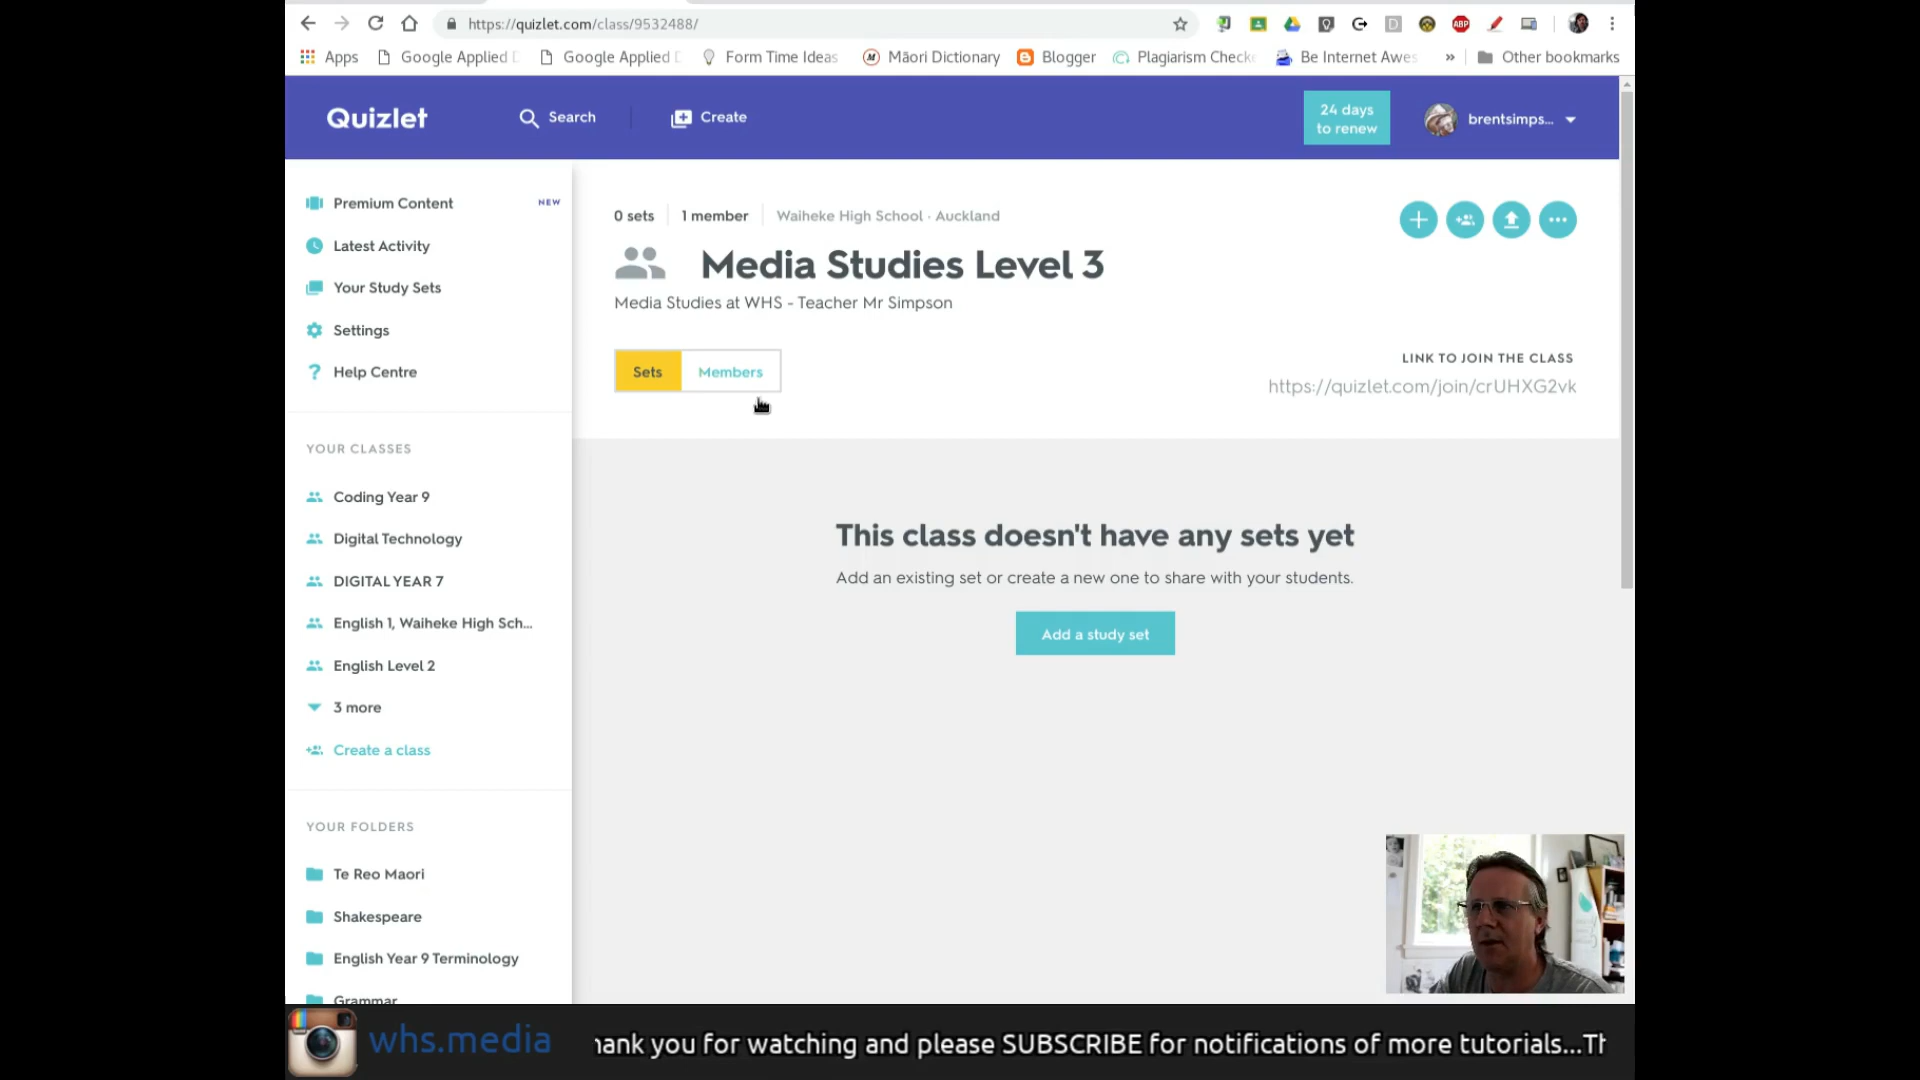 https://quizlet.com/class/9532488/
Apps Google Applied Google Applied Form Time Ideas Māori Dictionary Blogger Plagiarism Check Be Internet Awes » Other bookmarks
Quizlet Search Create 24 days to renew brentsimps...
Premium Content NEW
Latest Activity
Your Study Sets
Settings
Help Centre
YOUR CLASSES
Coding Year 9
Digital Technology
DIGITAL YEAR 7
English 1, Waiheke High Sch...
English Level 2
3 more
Create a class
YOUR FOLDERS
Te Reo Maori
Shakespeare
English Year 9 Terminology
Grammar
0 sets 1 member Waiheke High School · Auckland
Media Studies Level 3
Media Studies at WHS - Teacher Mr Simpson
Sets Members
LINK TO JOIN THE CLASS
https://quizlet.com/join/crUHXG2vk
This class doesn't have any sets yet
Add an existing set or create a new one to share with your students.
Add a study set
whs.media hank you for watching and please SUBSCRIBE for notifications of more tutorials...Th